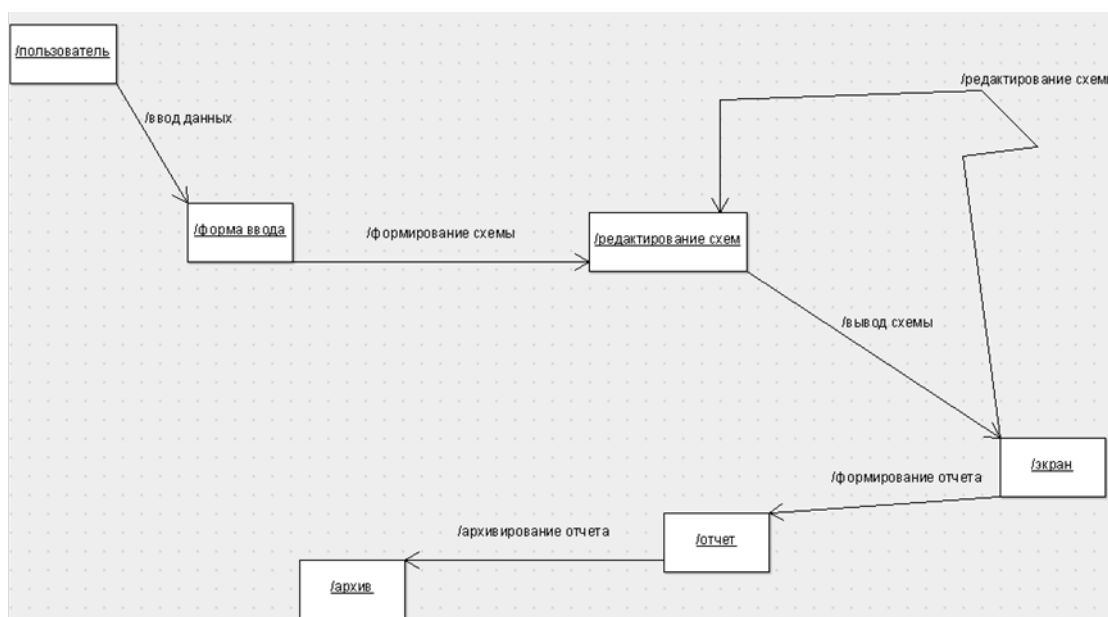 /пользователь
/редактирование схем
/ввод данных
/форма ввода
/формирование схемы
/редактирование схем
/вывод схемы
/экран
/формирование отчета
/архивирование отчета
/отчет
/архив